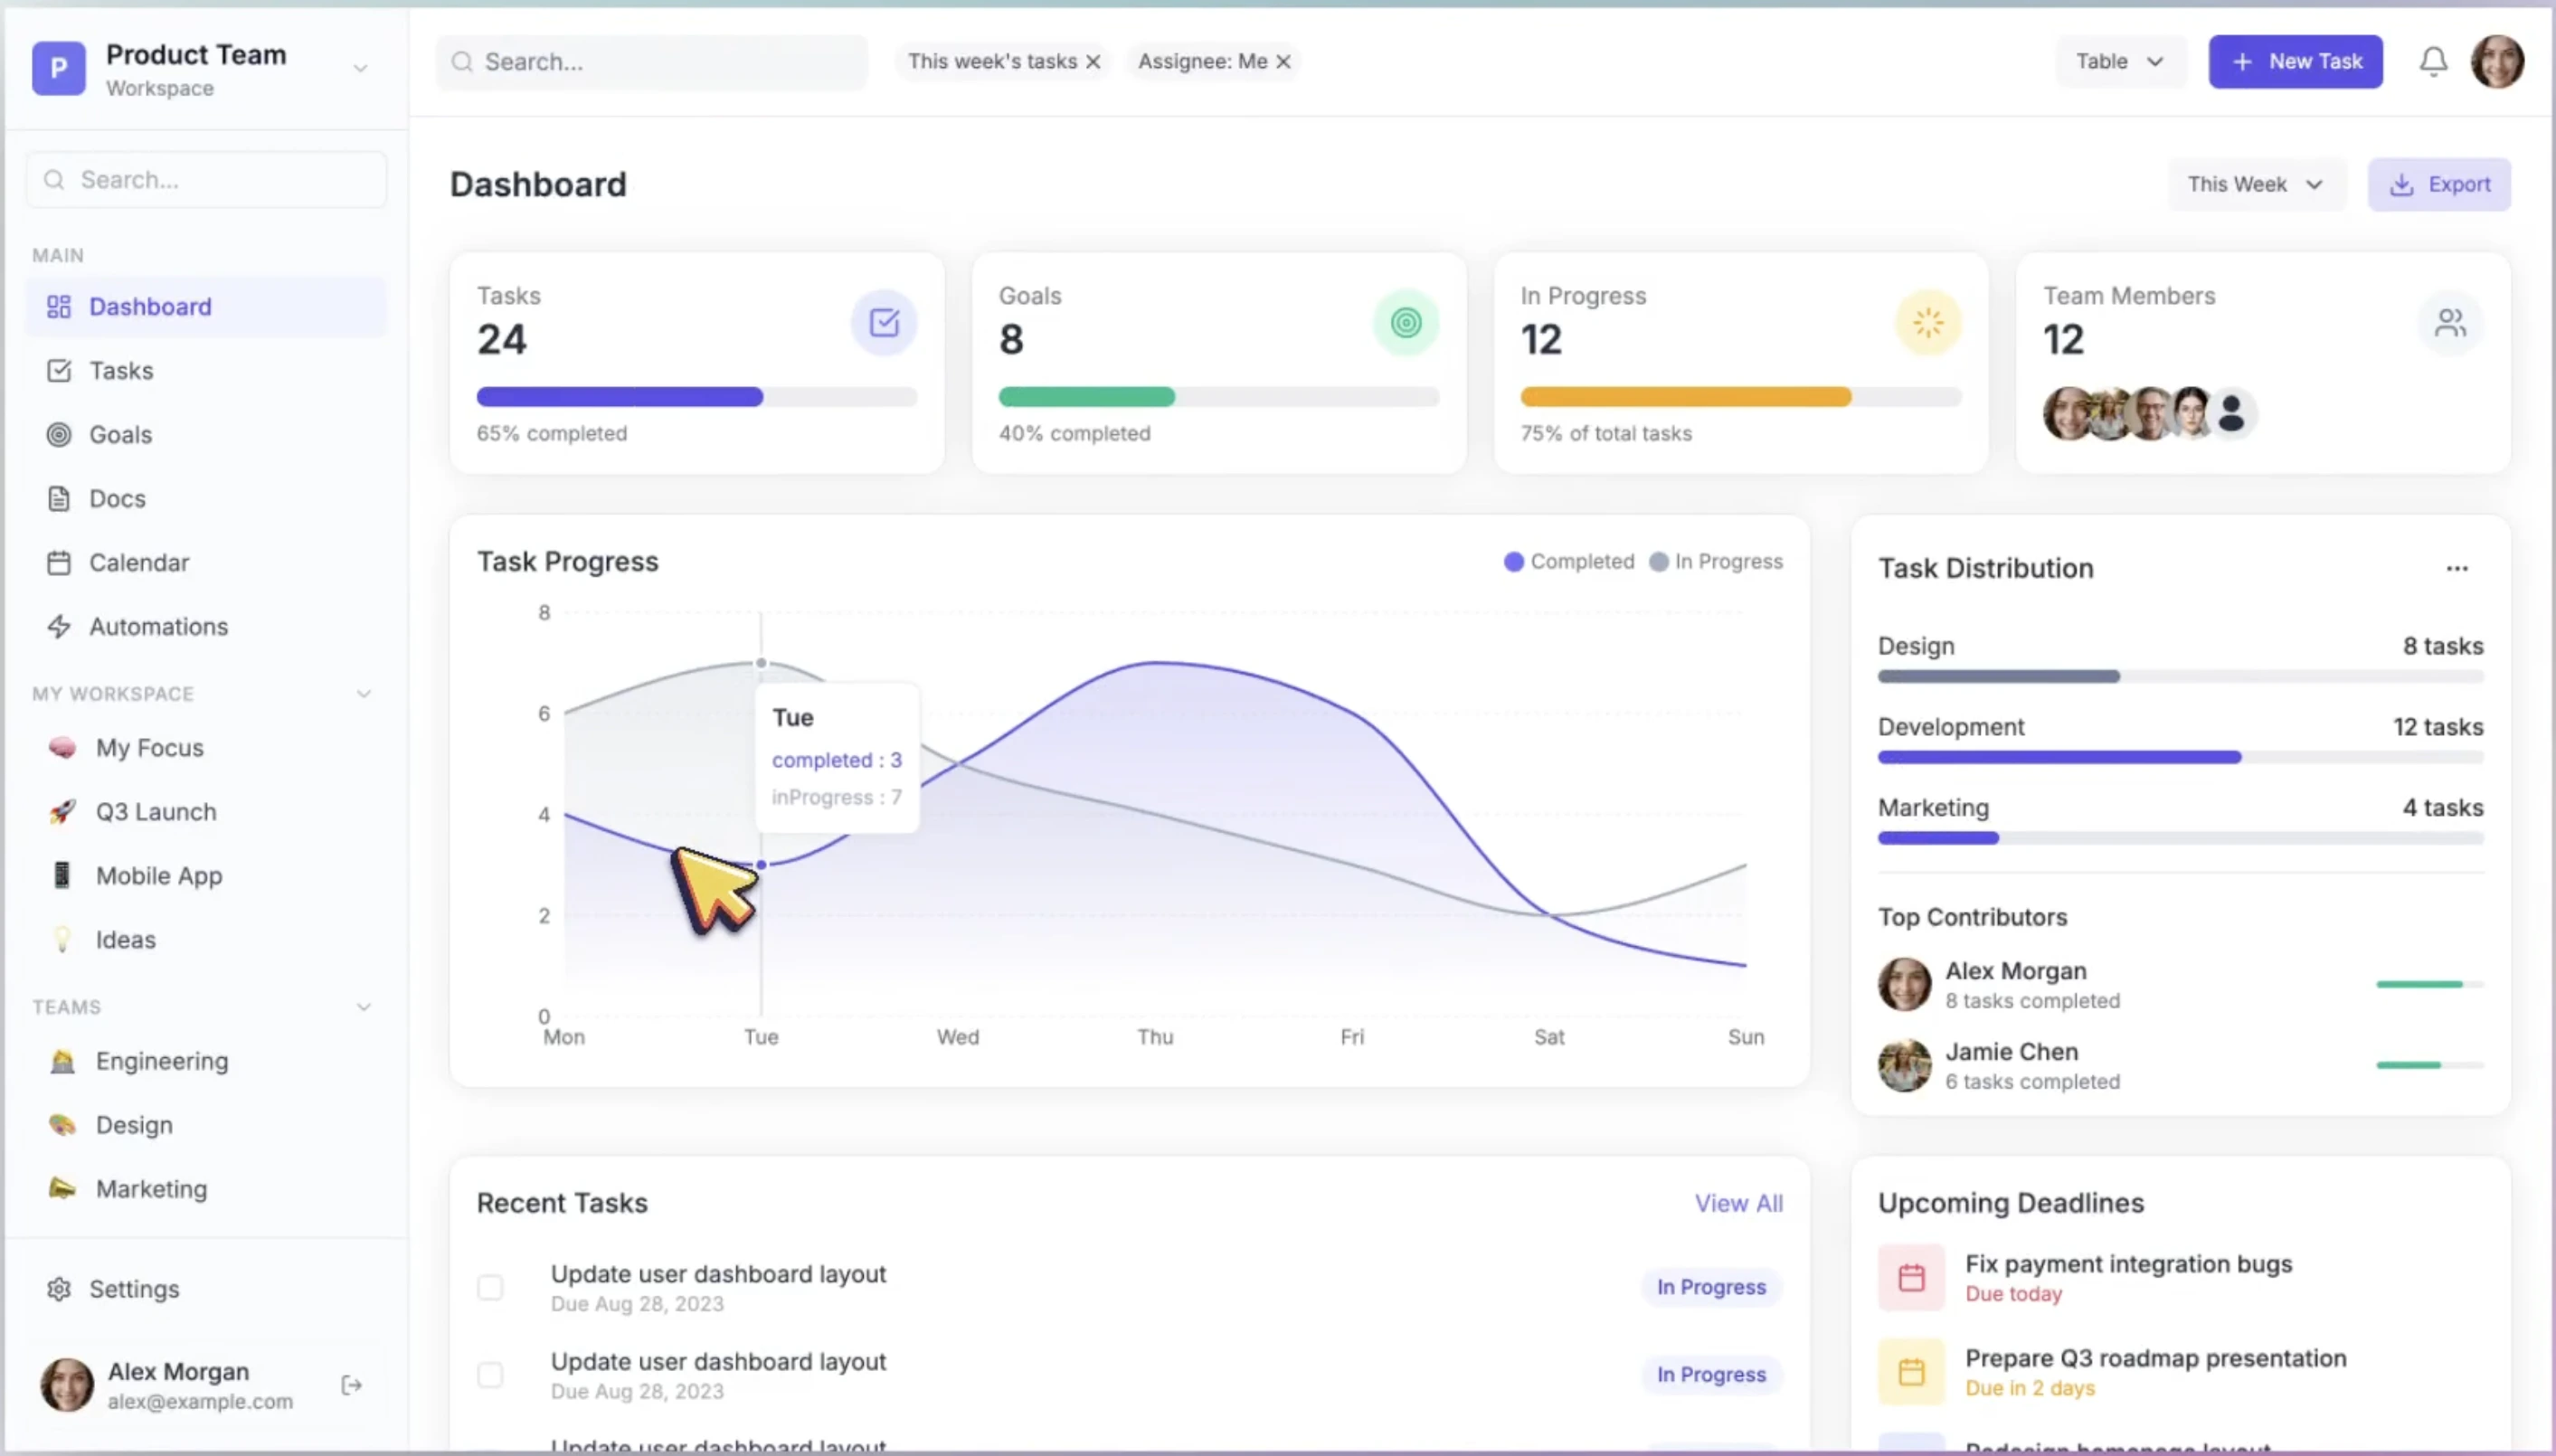 P
Product Team
Workspace
Search...
MAIN
Dashboard
Tasks
Goals
Docs
Calendar
Automations
MY WORKSPACE
My Focus
Q3 Launch
Mobile App
Ideas
TEAMS
Engineering
Design
Marketing
Settings
Alex Morgan
alex@example.com
Search...
This week's tasks
Assignee: Me
Table
New Task
Dashboard
This Week
Export
Tasks
24
65% completed
Goals
8
40% completed
In Progress
12
75% of total tasks
Team Members
12
Task Progress
Completed
In Progress
8
6
4
2
0
Tue
completed : 3
inProgress : 7
Mon
Tue
Wed
Thu
Fri
Sat
Sun
Task Distribution
Design
8 tasks
Development
12 tasks
Marketing
4 tasks
Top Contributors
Alex Morgan
8 tasks completed
Jamie Chen
6 tasks completed
Recent Tasks
View All
Update user dashboard layout
Due Aug 28, 2023
In Progress
Update user dashboard layout
Due Aug 28, 2023
In Progress
Update user dashboard layout
Upcoming Deadlines
Fix payment integration bugs
Due today
Prepare Q3 roadmap presentation
Due in 2 days
Redesign homepage layout